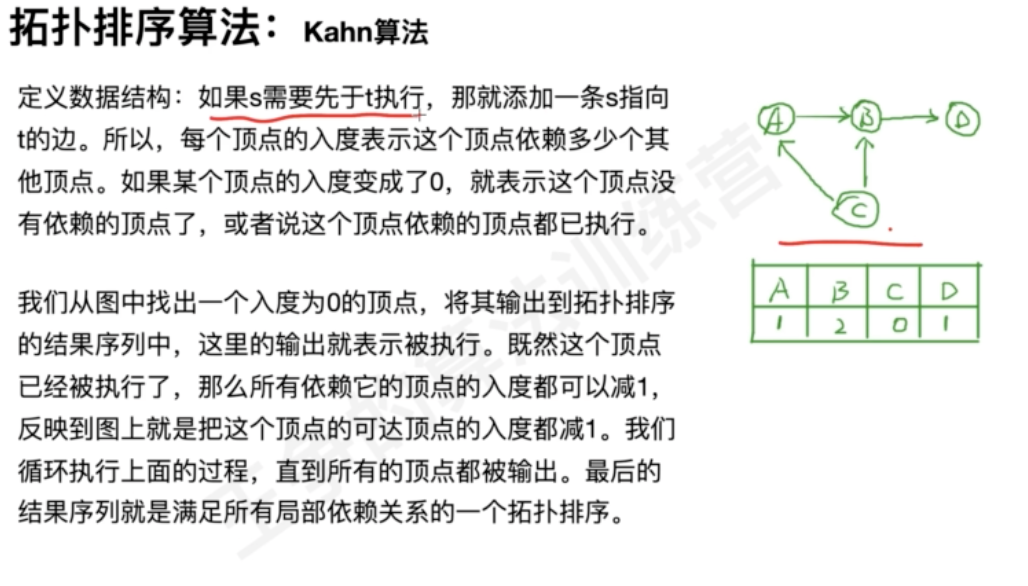 拓扑排序算法：Kahn算法
定义数据结构：如果s需要先于t执行，那就添加一条s指向
t的边。所以，每个顶点的入度表示这个顶点依赖多少个其
他顶点。如果某个顶点的入度变成了0，就表示这个顶点没
有依赖的顶点了，或者说这个顶点依赖的顶点都已执行。
我们从图中找出一个入度为0的顶点，将其输出到拓扑排序
的结果序列中，这里的输出就表示被执行。既然这个顶点
已经被执行了，那么所有依赖它的顶点的入度都可以减1，
反映到图上就是把这个顶点的可达顶点的入度都减1。我们
循环执行上面的过程，直到所有的顶点都被输出。最后的
结果序列就是满足所有局部依赖关系的一个拓扑排序。
A B D
C
A B C D
1 2 0 1
王争的算法训练营